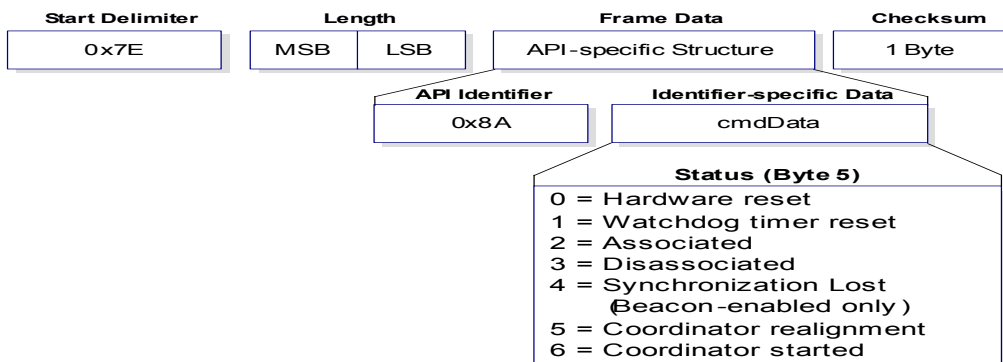 Start Delimiter Length Frame Data Checksum
0x7E MSB LSB API-specific Structure 1 Byte
API Identifier Identifier-specific Data
0x8A cmdData
Status (Byte 5)
0 = Hardware reset
1 = Watchdog timer reset
2 = Associated
3 = Disassociated
4 = Synchronization Lost
(Beacon-enabled only)
5 = Coordinator realignment
6 = Coordinator started